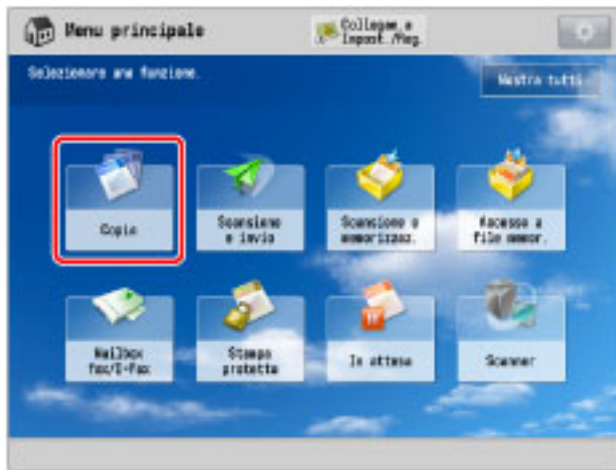 Menu principale
Collegam. a
Impost./Reg.
Selezionare una funzione.
Mostra tutti
Copia
Scansione
e invio
Scansione e
memorizzaz.
Accesso a
file memor.
Mailbox
fax/I-Fax
Stampa
protetta
In attesa
Scanner